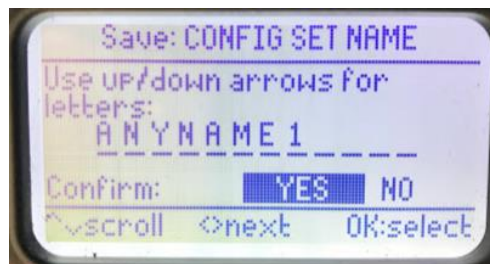 Save: CONFIG SET NAME
Use up/down arrows for
letters:
ANYNAME1
Confirm: YES NO
^vscroll <>next OK:select